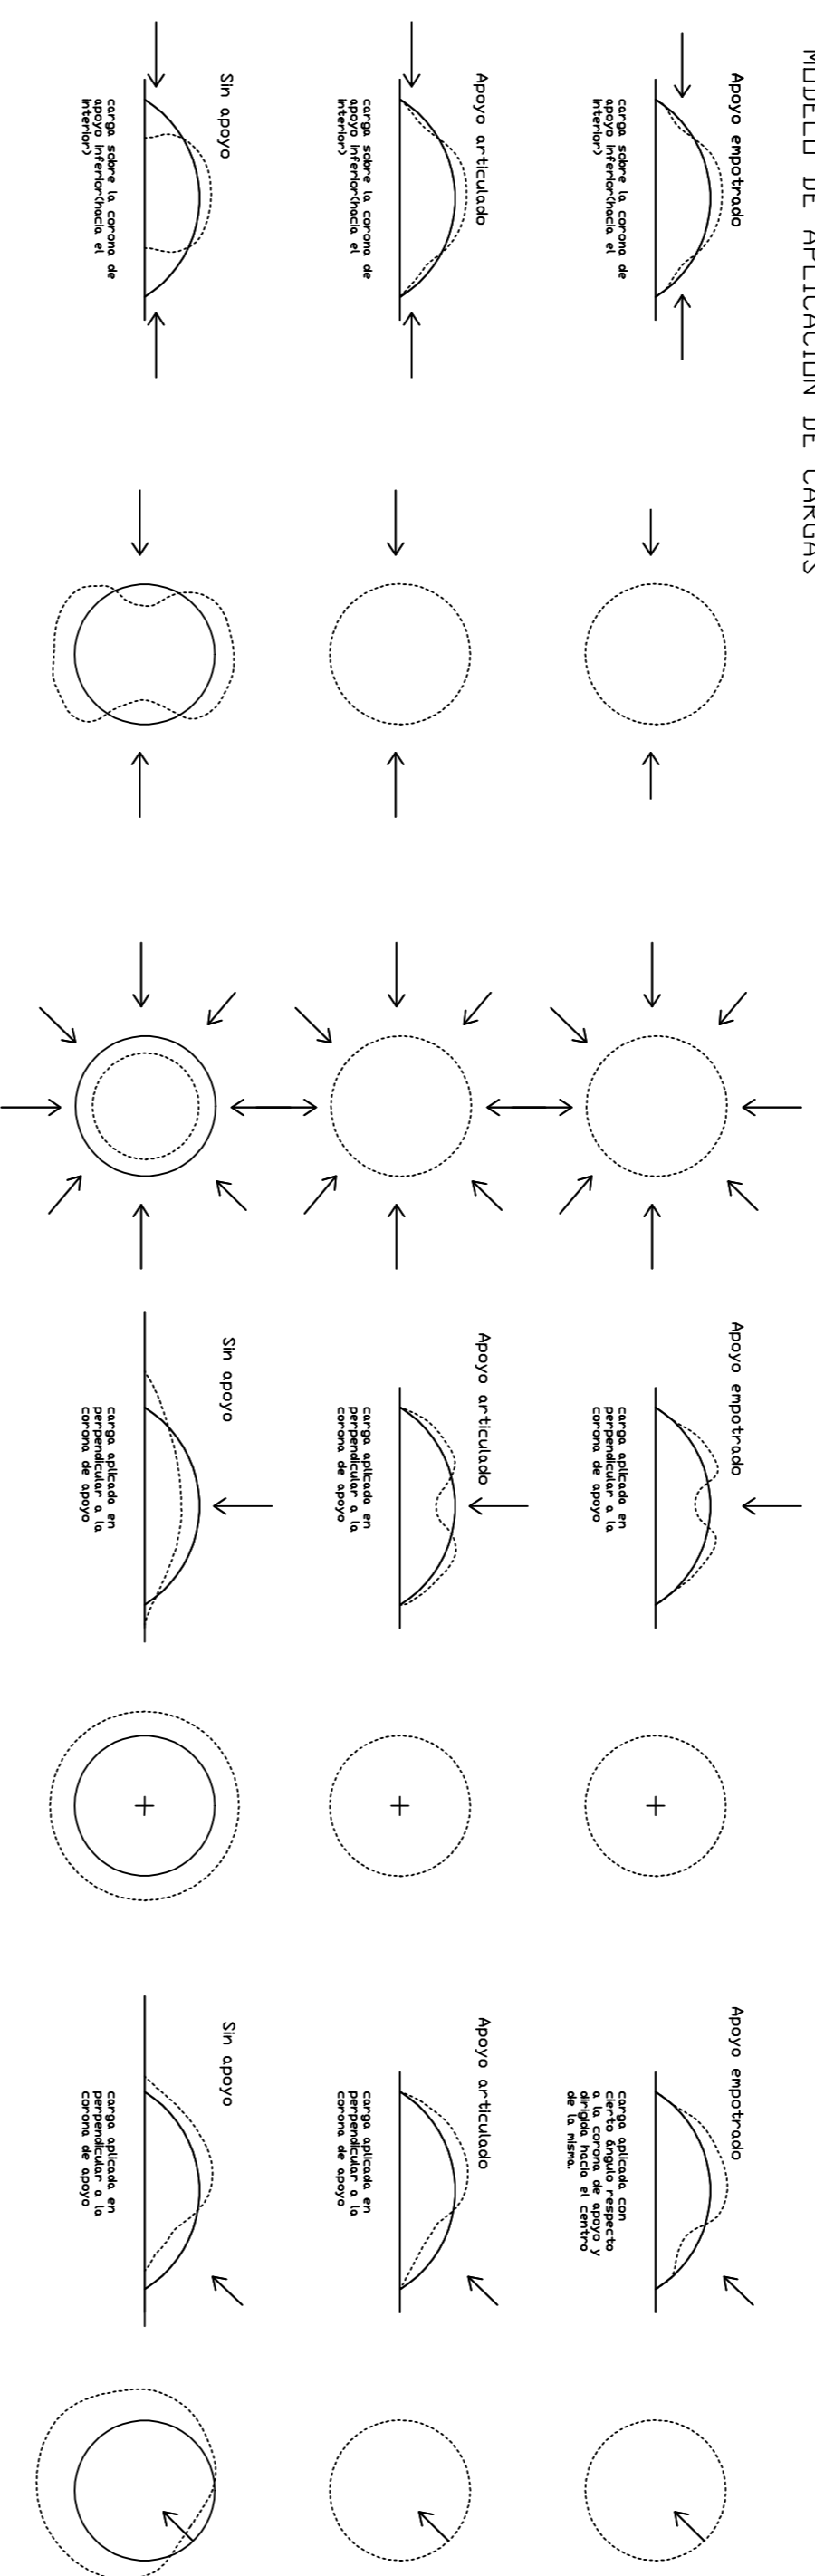 MODELO DE APLICACION DE CARGAS
Apoyo empotrado
carga sobre la corona de
apoyo inferior(hacia el
interior)
Apoyo empotrado
carga aplicada en
perpendicular a la
corona de apoyo
Apoyo empotrado
carga aplicada con
cierto ángulo respecto
a la corona de apoyo y
dirigida hacia el centro
de la misma.
Apoyo articulado
carga sobre la corona de
apoyo inferior(hacia el
interior)
Apoyo articulado
carga aplicada en
perpendicular a la
corona de apoyo
Apoyo articulado
carga aplicada en
perpendicular a la
corona de apoyo
Sin apoyo
carga sobre la corona de
apoyo inferior(hacia el
interior)
Sin apoyo
carga aplicada en
perpendicular a la
corona de apoyo
Sin apoyo
carga aplicada en
perpendicular a la
corona de apoyo